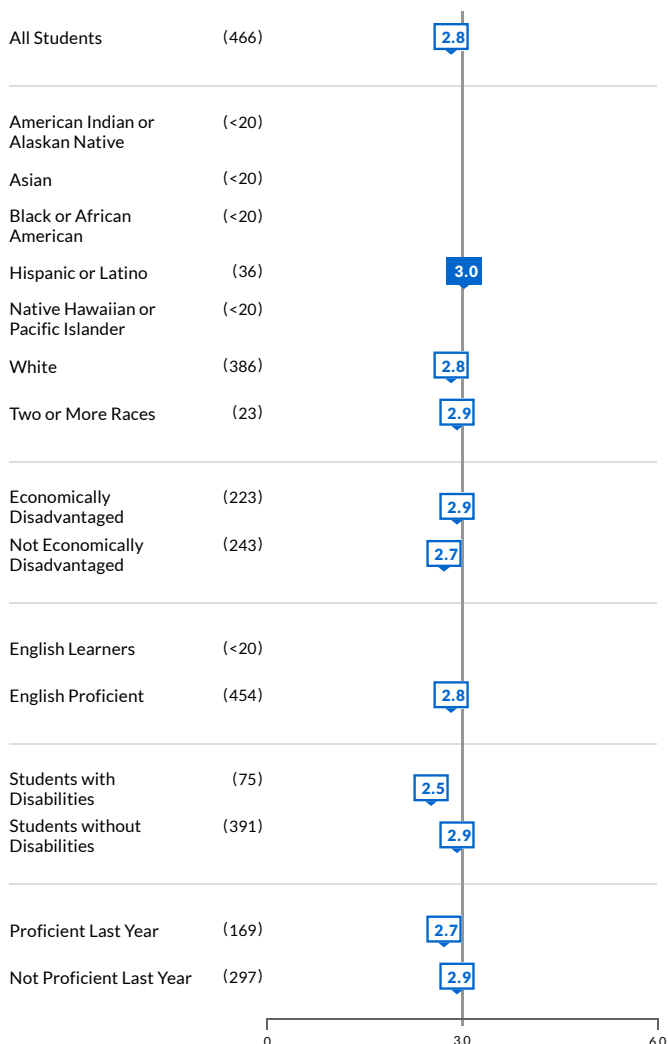 All Students (466) 2.8
American Indian or (<20)
Alaskan Native
Asian (<20)
Black or African (<20)
American
Hispanic or Latino (36) 3.0
Native Hawaiian or (<20)
Pacific Islander
White (386) 2.8
Two or More Races (23) 2.9
Economically (223) 2.9
Disadvantaged
Not Economically (243) 2.7
Disadvantaged
English Learners (<20)
English Proficient (454) 2.8
Students with (75) 2.5
Disabilities
Students without (391) 2.9
Disabilities
Proficient Last Year (169) 2.7
Not Proficient Last Year (297) 2.9
0 3.0 6.0